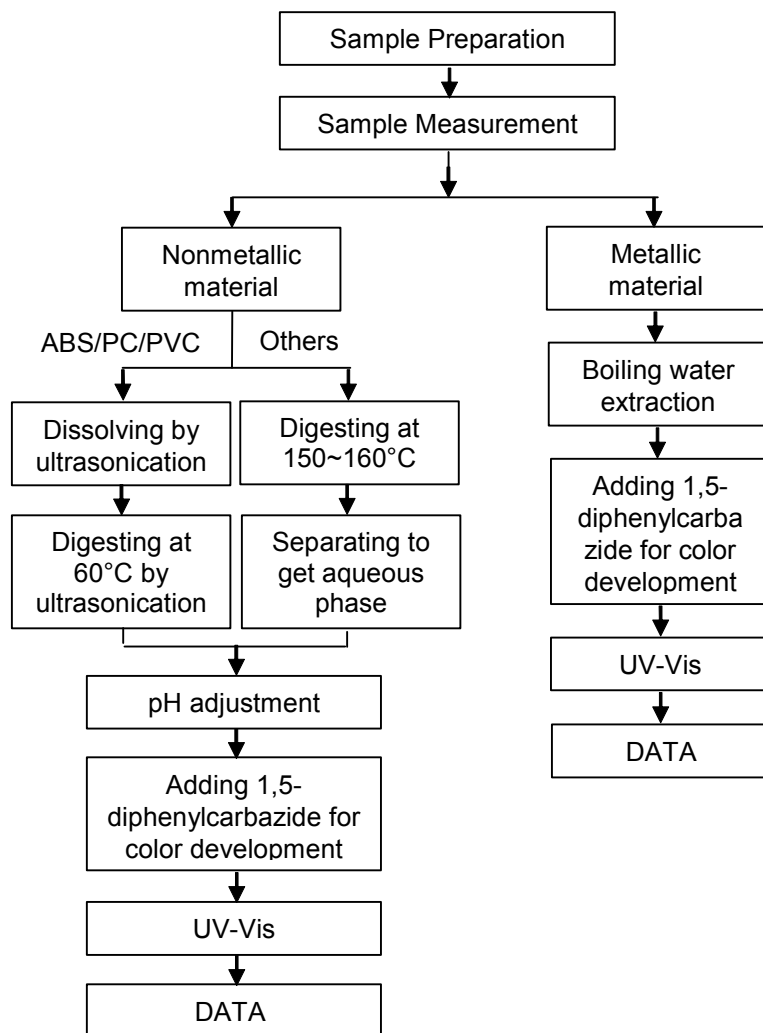 Sample Preparation
Sample Measurement
Nonmetallic
material
ABS/PC/PVC
Others
Dissolving by
ultrasonication
Digesting at
150~160°C
Digesting at
60°C by
ultrasonication
Separating to
get aqueous
phase
pH adjustment
Adding 1,5-
diphenylcarbazide for
color development
UV-Vis
DATA
Metallic
material
Boiling water
extraction
Adding 1,5-
diphenylcarba
zide for color
development
UV-Vis
DATA